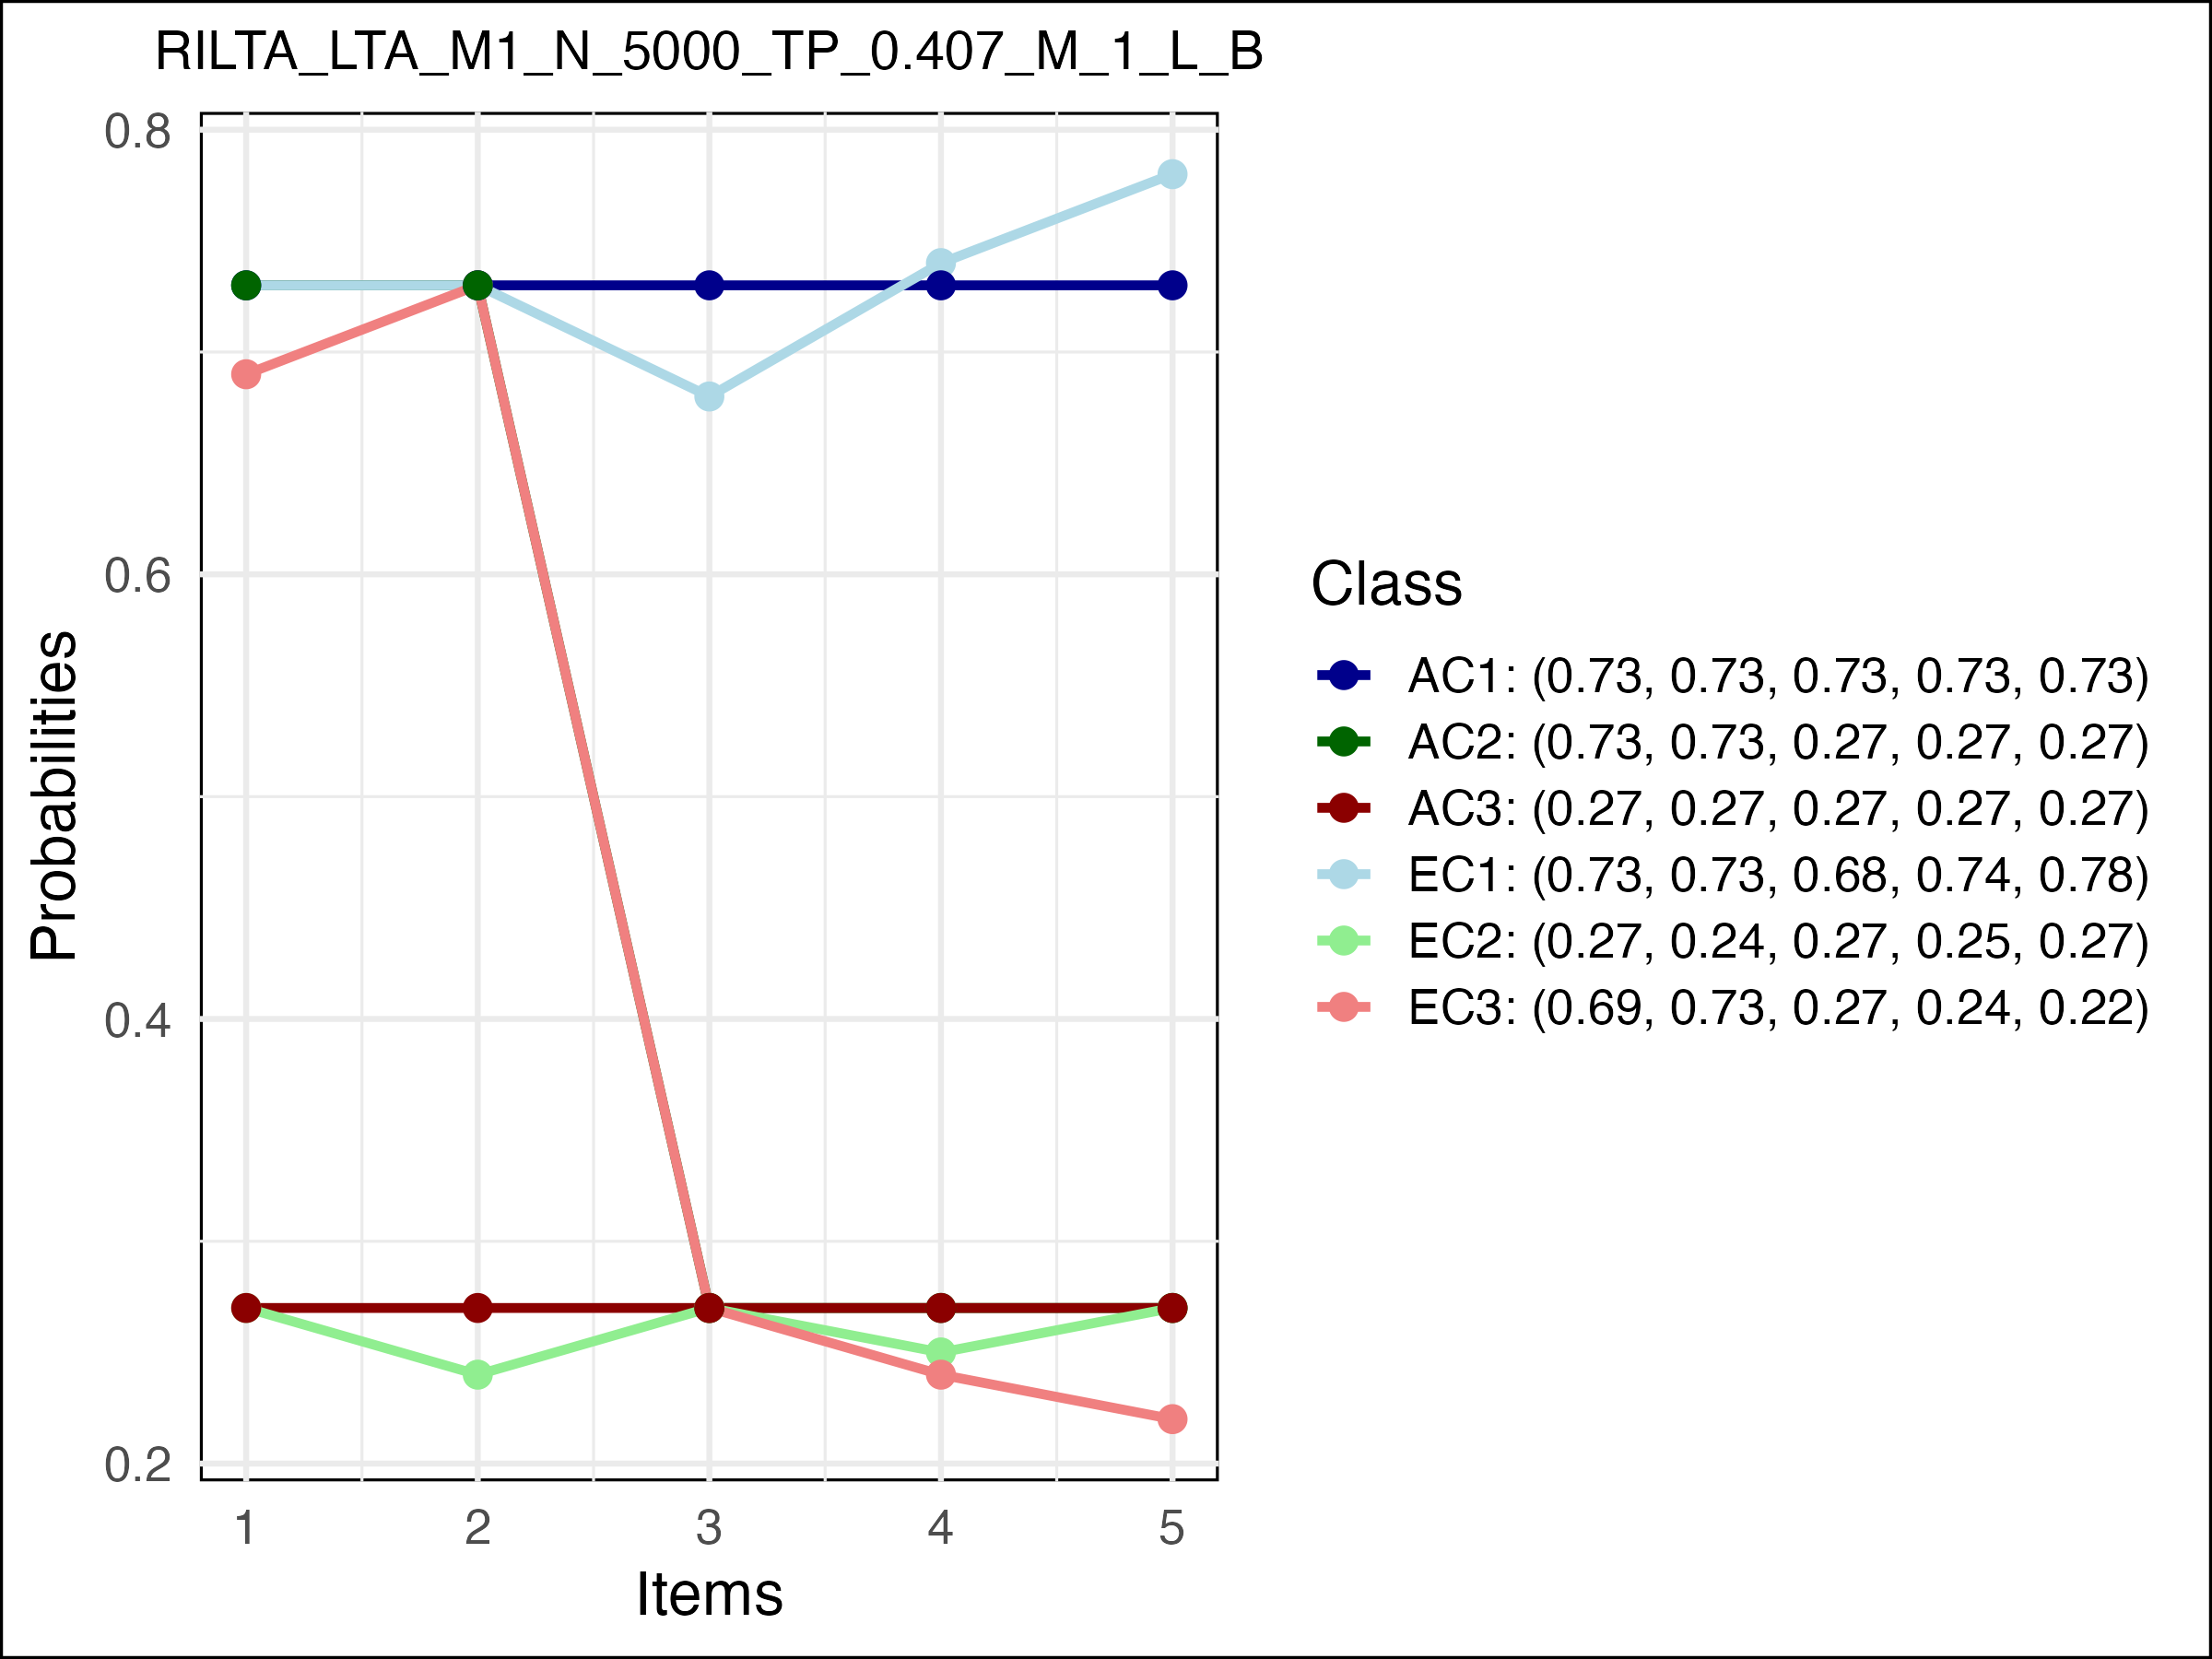 RILTA_LTA_M1_N_5000_TP_0.407_M_1_L_B
0.8
0.6
0.4
0.2
Probabilities
1 2 3 4 5
Items
Class
AC1: (0.73, 0.73, 0.73, 0.73, 0.73)
AC2: (0.73, 0.73, 0.27, 0.27, 0.27)
AC3: (0.27, 0.27, 0.27, 0.27, 0.27)
EC1: (0.73, 0.73, 0.68, 0.74, 0.78)
EC2: (0.27, 0.24, 0.27, 0.25, 0.27)
EC3: (0.69, 0.73, 0.27, 0.24, 0.22)